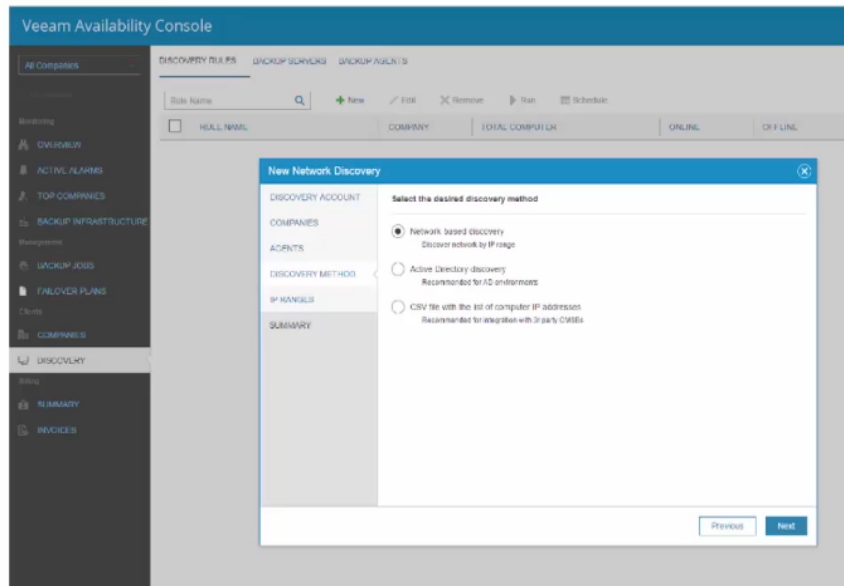 Veeam Availability Console
All Companies
DISCOVERY RULES BACKUP SERVERS BACKUP AGENTS
Rule Name New Edit Remove Run Schedule
Monitoring
RULE NAME COMPANY TOTAL COMPUTER ONLINE OFFLINE
OVERVIEW
ACTIVE ALARMS
TOP COMPANIES
BACKUP INFRASTRUCTURE
Management
BACKUP JOBS
FAILOVER PLANS
Clients
COMPANIES
DISCOVERY
Billing
SUMMARY
INVOICES
New Network Discovery
DISCOVERY ACCOUNT
COMPANIES
AGENTS
DISCOVERY METHOD
IP RANGES
SUMMARY
Select the desired discovery method
Network based discovery
Discover network by IP range
Active Directory discovery
Recommended for AD environments
CSV file with the list of computer IP addresses
Recommended for integration with 3r party CMSEs
Previous Next